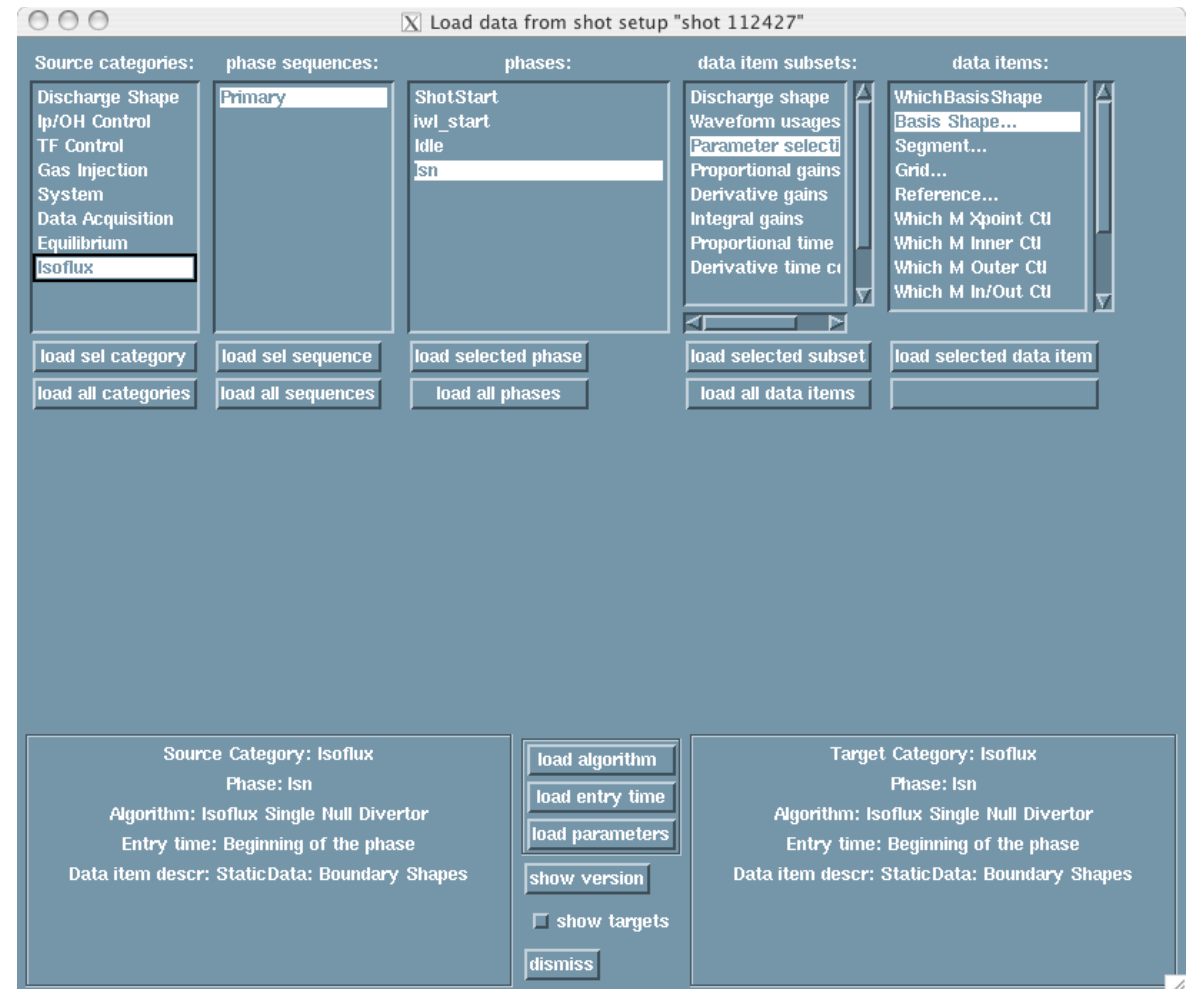 Load data from shot setup "shot 112427"
Source categories:
Discharge Shape
Ip/OH Control
TF Control
Gas Injection
System
Data Acquisition
Equilibrium
Isoflux
load sel category
load all categories
phase sequences:
Primary
load sel sequence
load all sequences
phases:
ShotStart
iwl_start
Idle
lsn
load selected phase
load all phases
data item subsets:
Discharge shape
Waveform usages
Parameter selecti
Proportional gains
Derivative gains
Integral gains
Proportional time
Derivative time c
load selected subset
load all data items
data items:
WhichBasisShape
Basis Shape...
Segment...
Grid...
Reference...
Which M Xpoint Ctl
Which M Inner Ctl
Which M Outer Ctl
Which M In/Out Ctl
load selected data item
Source Category: Isoflux
Phase: lsn
Algorithm: Isoflux Single Null Divertor
Entry time: Beginning of the phase
Data item descr: StaticData: Boundary Shapes
load algorithm
load entry time
load parameters
show version
show targets
dismiss
Target Category: Isoflux
Phase: lsn
Algorithm: Isoflux Single Null Divertor
Entry time: Beginning of the phase
Data item descr: StaticData: Boundary Shapes